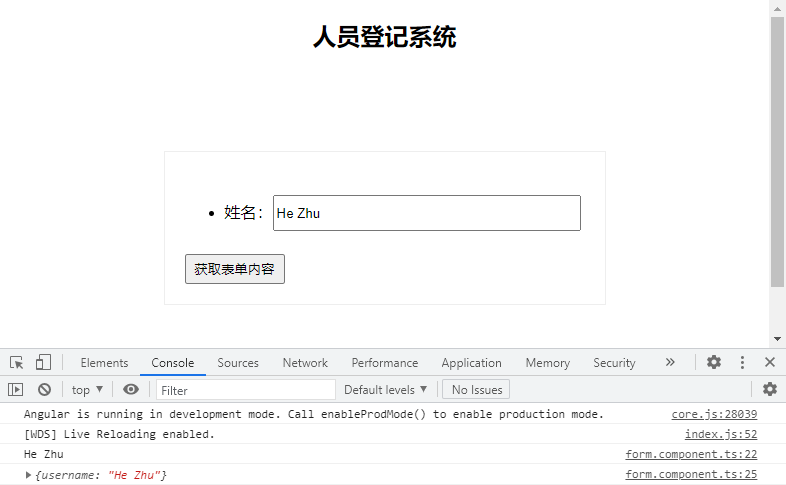 人员登记系统
姓名：He Zhu
获取表单内容
Elements Console Sources Network Performance Application Memory Security »
top ▼ Filter Default levels ▼ No Issues
Angular is running in development mode. Call enableProdMode() to enable production mode. core.js:28039
[WDS] Live Reloading enabled. index.js:52
He Zhu form.component.ts:22
{username: "He Zhu"} form.component.ts:25